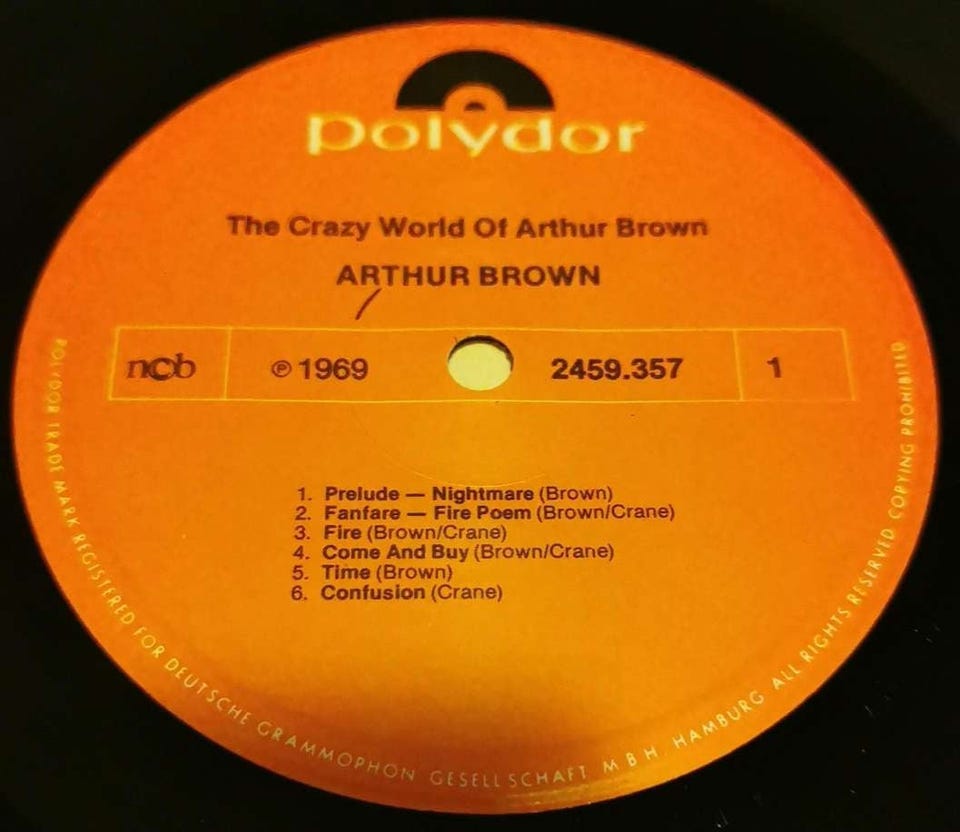 polydor
The Crazy World Of Arthur Brown
ARTHUR BROWN
ncb ℗ 1969 2459.357 1
1. Prelude — Nightmare (Brown)
2. Fanfare — Fire Poem (Brown/Crane)
3. Fire (Brown/Crane)
4. Come And Buy (Brown/Crane)
5. Time (Brown)
6. Confusion (Crane)
POLYDOR TRADE MARK REGISTERED FOR DEUTSCHE GRAMMOPHON GESELLSCHAFT MBH HAMBURG ALL RIGHTS RESERVED COPYING PROHIBITED